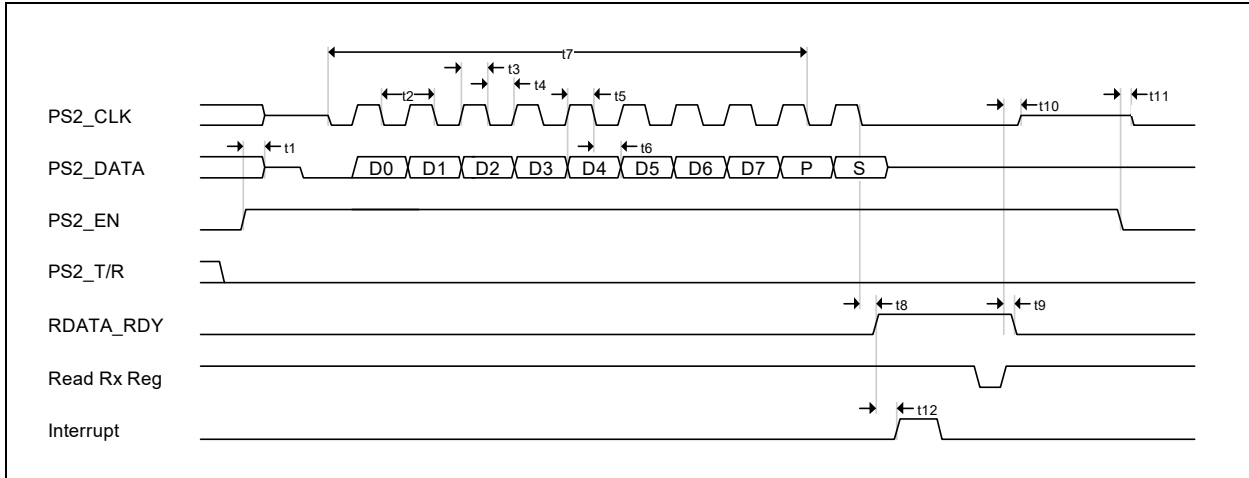 t7
t3
t4
PS2_CLK t2 t5 t10 t11
t1 t6
PS2_DATA D0 D1 D2 D3 D4 D5 D6 D7 P S
PS2_EN
PS2_T/R
t8 t9
RDATA_RDY
Read Rx Reg
t12
Interrupt